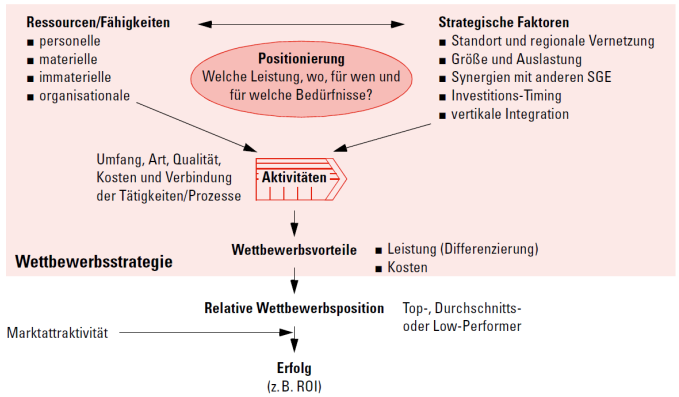 Ressourcen/Fähigkeiten
■ personelle
■ materielle
■ immaterielle
■ organisationale
Positionierung
Welche Leistung, wo, für wen und
für welche Bedürfnisse?
Strategische Faktoren
■ Standort und regionale Vernetzung
■ Größe und Auslastung
■ Synergien mit anderen SGE
■ Investitions-Timing
■ vertikale Integration
Umfang, Art, Qualität,
Kosten und Verbindung
der Tätigkeiten/Prozesse
Aktivitäten
Wettbewerbsvorteile
■ Leistung (Differenzierung)
■ Kosten
Wettbewerbsstrategie
Relative Wettbewerbsposition
Top-, Durchschnitts-
oder Low-Performer
Marktattraktivität
Erfolg
(z. B. ROI)